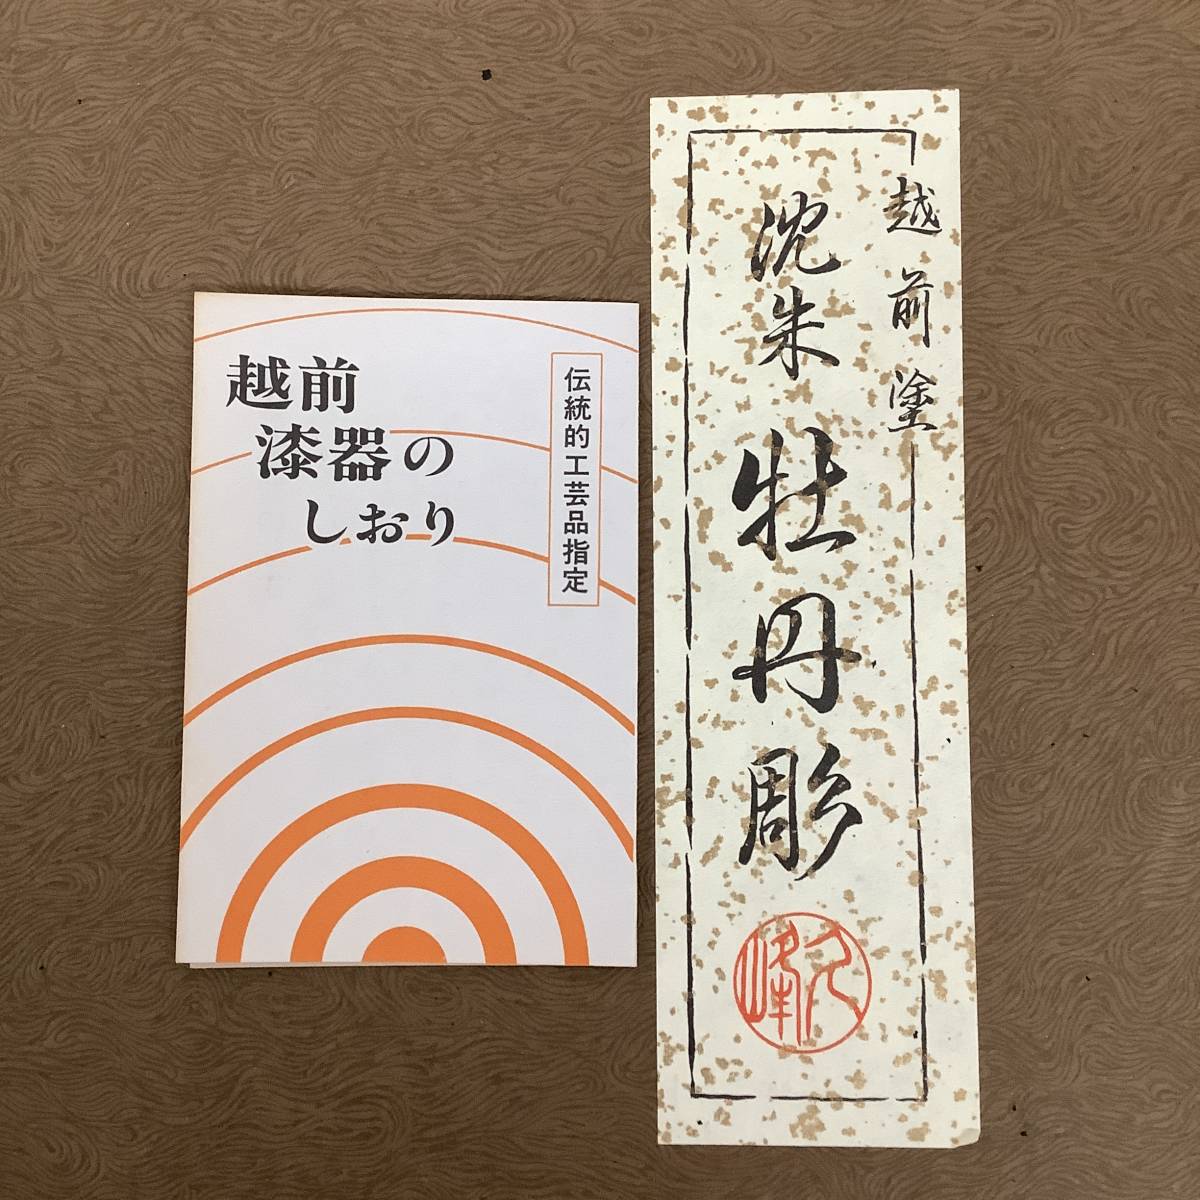 越前
漆器の
しおり
伝統的工芸品指定
越前塗
沈朱
牡丹彫